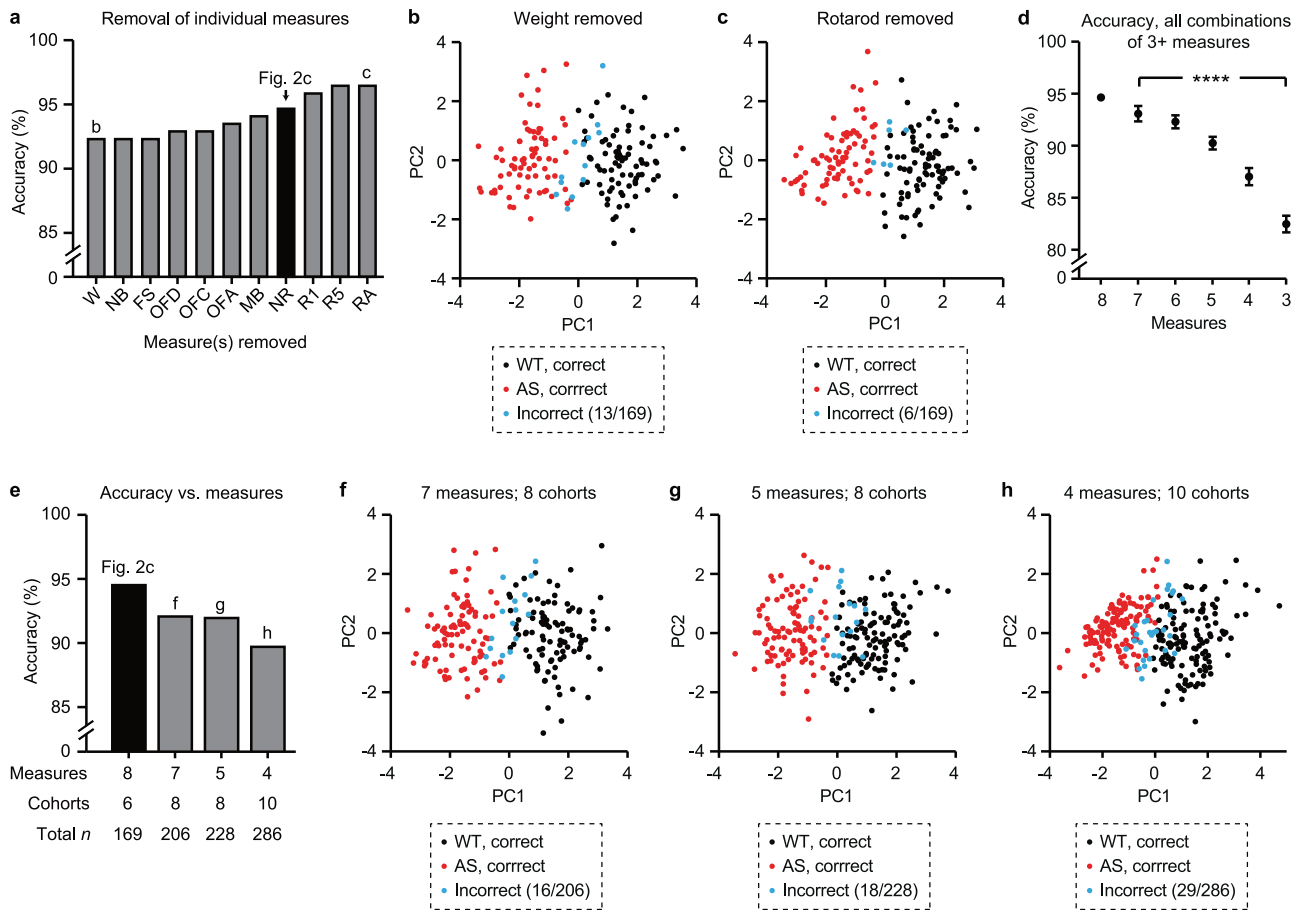 a Removal of individual measures
100
95
90
85
0
Accuracy (%)
b
Fig. 2c
c
W NB FS OFD OFC OFA MB NR R1 R5 RA
Measure(s) removed
b Weight removed
4
2
0
-2
-4
PC2
-4 -2 0 2 4
PC1
WT, correct
AS, corrrect
Incorrect (13/169)
c Rotarod removed
4
2
0
-2
-4
PC2
-4 -2 0 2 4
PC1
WT, correct
AS, corrrect
Incorrect (6/169)
d Accuracy, all combinations
of 3+ measures
100
95
90
85
80
0
Accuracy (%)
****
8 7 6 5 4 3
Measures
e Accuracy vs. measures
100
95
90
85
0
Accuracy (%)
Fig. 2c
f
g
h
Measures 8 7 5 4
Cohorts 6 8 8 10
Total n 169 206 228 286
f 7 measures; 8 cohorts
4
2
0
-2
-4
PC2
-4 -2 0 2 4
PC1
WT, correct
AS, corrrect
Incorrect (16/206)
g 5 measures; 8 cohorts
4
2
0
-2
-4
PC2
-4 -2 0 2 4
PC1
WT, correct
AS, corrrect
Incorrect (18/228)
h 4 measures; 10 cohorts
4
2
0
-2
-4
PC2
-4 -2 0 2 4
PC1
WT, correct
AS, corrrect
Incorrect (29/286)